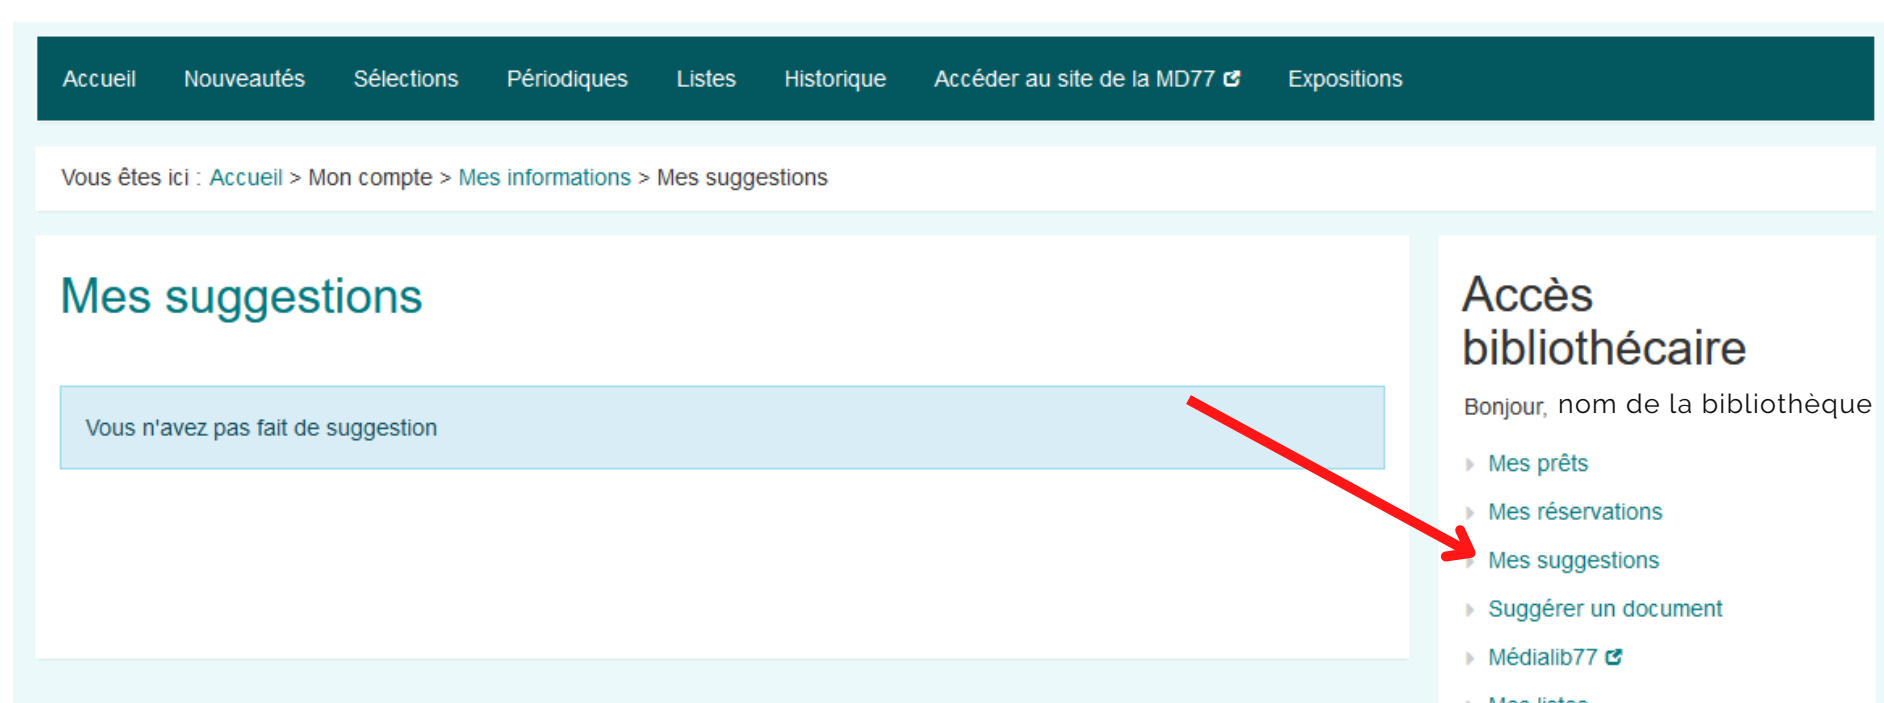 Accueil Nouveautés Sélections Périodiques Listes Historique Accéder au site de la MD77 Expositions
Vous êtes ici : Accueil > Mon compte > Mes informations > Mes suggestions
Mes suggestions
Vous n'avez pas fait de suggestion
Accès
bibliothécaire
Bonjour, nom de la bibliothèque
Mes prêts
Mes réservations
Mes suggestions
Suggérer un document
Médialib77
Mes listes